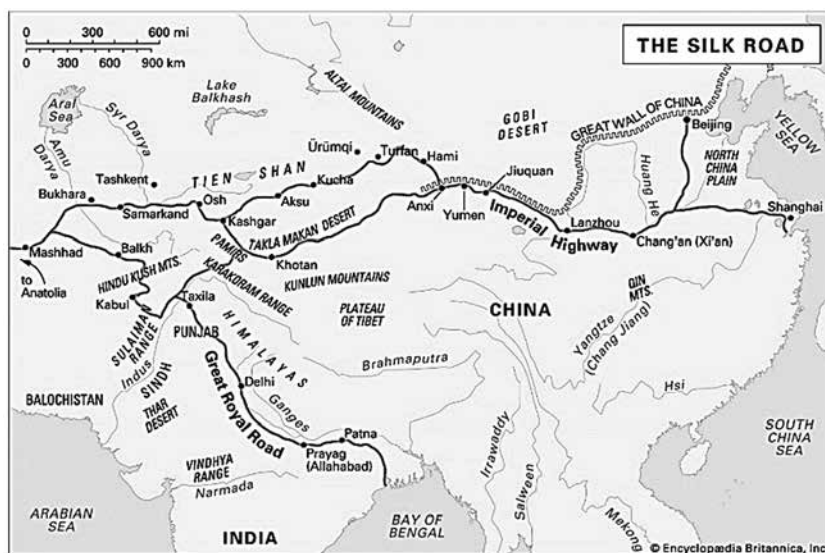 0 300 600 mi
0 300 600 900 km
THE SILK ROAD
Aral
Sea
Syr Darya
Amu
Darya
Lake
Balkhash
ALTAI MOUNTAINS
GOBI
DESERT
GREAT WALL OF CHINA
Beijing
YELLOW
SEA
Ürümqi
Turfan
Hami
Tashkent
TIEN SHAN
Kucha
Jiuquan
Huang He
NORTH
CHINA
PLAIN
Bukhara
Samarkand
Osh
Aksu
Kashgar
TAKLA MAKAN DESERT
Anxi
Yumen
Imperial
Highway
Lanzhou
Chang'an (Xi'an)
Shanghai
Mashhad
to
Anatolia
Balkh
PAMIRS
Khotan
HINDU KUSH MTS.
KARAKORAM RANGE
KUNLUN MOUNTAINS
Kabul
Taxila
PLATEAU
OF TIBET
CHINA
QIN
MTS.
Yangtze
(Chang Jiang)
SULAIMAN
RANGE
PUNJAB
HIMALAYAS
Indus
SINDH
Great Royal Road
Brahmaputra
BALOCHISTAN
THAR
DESERT
Delhi
Ganges
Hsi
Patna
Prayag
(Allahabad)
VINDHYA
RANGE
Narmada
Irrawaddy
Salween
Mekong
SOUTH
CHINA
SEA
ARABIAN
SEA
INDIA
BAY OF
BENGAL
© Encyclopædia Britannica, Inc